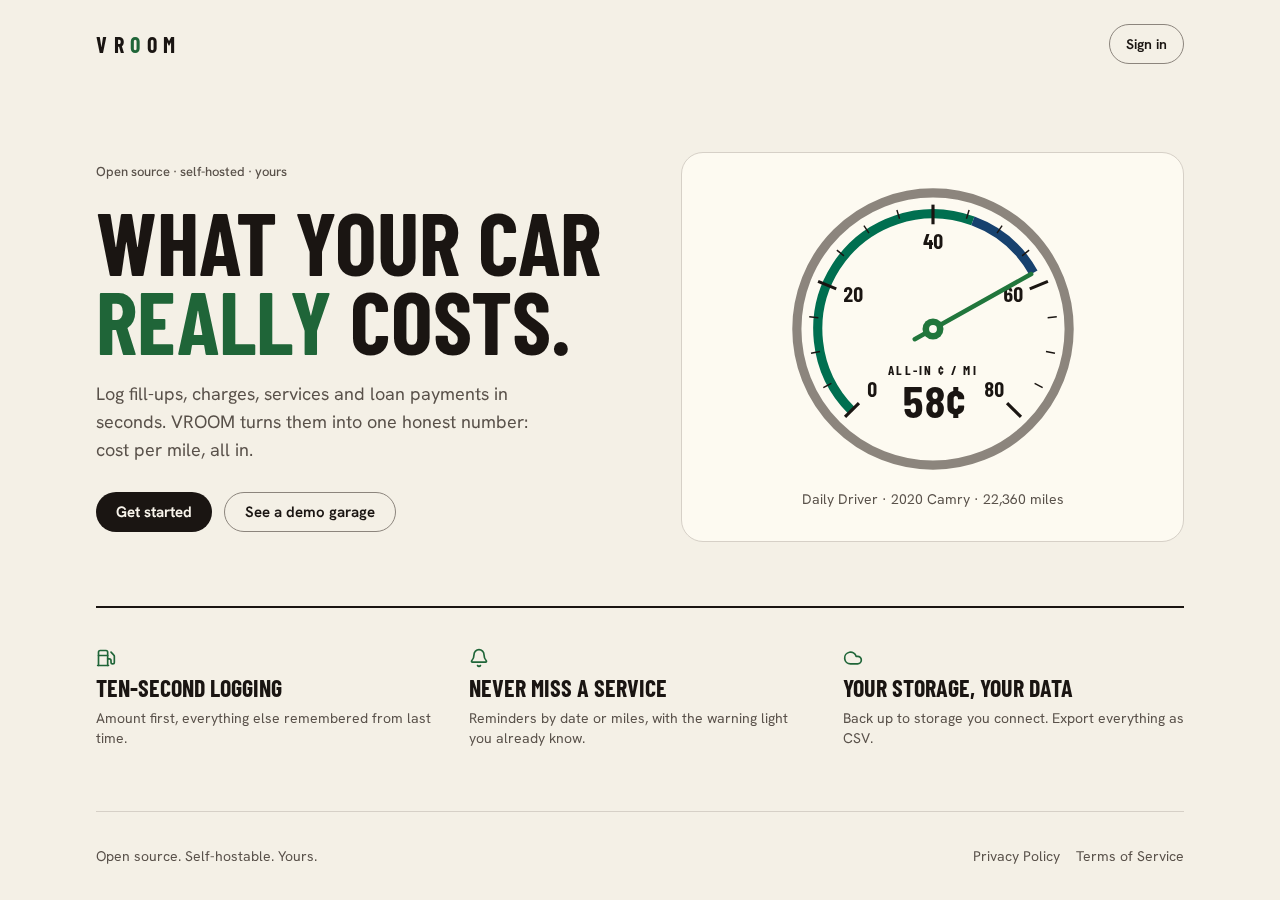 VROOM
Sign in
Open source · self-hosted · yours
WHAT YOUR CAR
REALLY COSTS.
Log fill-ups, charges, services and loan payments in
seconds. VROOM turns them into one honest number:
cost per mile, all in.
Get started
See a demo garage
40
20
60
ALL-IN ¢ / MI
0
58¢
80
Daily Driver · 2020 Camry · 22,360 miles
TEN-SECOND LOGGING
Amount first, everything else remembered from last
time.
NEVER MISS A SERVICE
Reminders by date or miles, with the warning light
you already know.
YOUR STORAGE, YOUR DATA
Back up to storage you connect. Export everything as
CSV.
Open source. Self-hostable. Yours.
Privacy Policy
Terms of Service